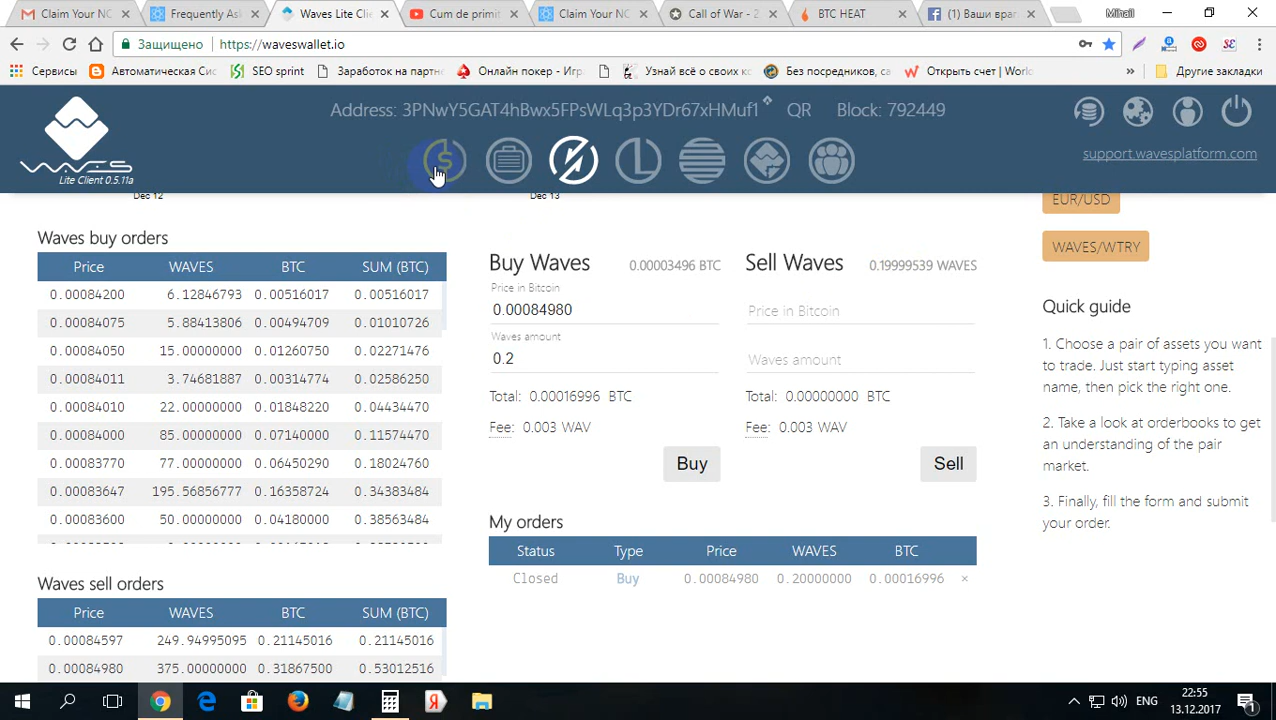 Claim Your NC
Frequently Ask
Waves Lite Clie
Cum de primit
Claim Your NC
Call of War - 2
BTC HEAT
(1) Ваши враг
Mihail
Защищено
https://waveswallet.io
Сервисы
Автоматическая Сис
SEO sprint
Заработок на партне
Онлайн покер - Игра
Узнай всё о своих ко
Без посредников, са
Открыть счет | World
»
Другие закладки
Address: 3PNwY5GAT4hBwx5FPsWLq3p3YDr67xHMuf1
QR
Block: 792449
WAVES
Lite Client 0.5.11a
support.wavesplatform.com
Dec 12
Dec 13
EUR/USD
WAVES/WTRY
Waves buy orders
Price WAVES BTC SUM (BTC)
0.00084200 6.12846793 0.00516017 0.00516017
0.00084075 5.88413806 0.00494709 0.01010726
0.00084050 15.00000000 0.01260750 0.02271476
0.00084011 3.74681887 0.00314774 0.02586250
0.00084010 22.00000000 0.01848220 0.04434470
0.00084000 85.00000000 0.07140000 0.11574470
0.00083770 77.00000000 0.06450290 0.18024760
0.00083647 195.56856777 0.16358724 0.34383484
0.00083600 50.00000000 0.04180000 0.38563484
Waves sell orders
Price WAVES BTC SUM (BTC)
0.00084597 249.94995095 0.21145016 0.21145016
0.00084980 375.00000000 0.31867500 0.53012516
Buy Waves 0.00003496 BTC
Price in Bitcoin
0.00084980
Waves amount
0.2
Total: 0.00016996 BTC
Fee: 0.003 WAV
Buy
Sell Waves 0.19999539 WAVES
Price in Bitcoin
Waves amount
Total: 0.00000000 BTC
Fee: 0.003 WAV
Sell
My orders
Status Type Price WAVES BTC
Closed Buy 0.00084980 0.20000000 0.00016996 ×
Quick guide
1. Choose a pair of assets you want
to trade. Just start typing asset
name, then pick the right one.
2. Take a look at orderbooks to get
an understanding of the pair
market.
3. Finally, fill the form and submit
your order.
ENG
22:55
13.12.2017